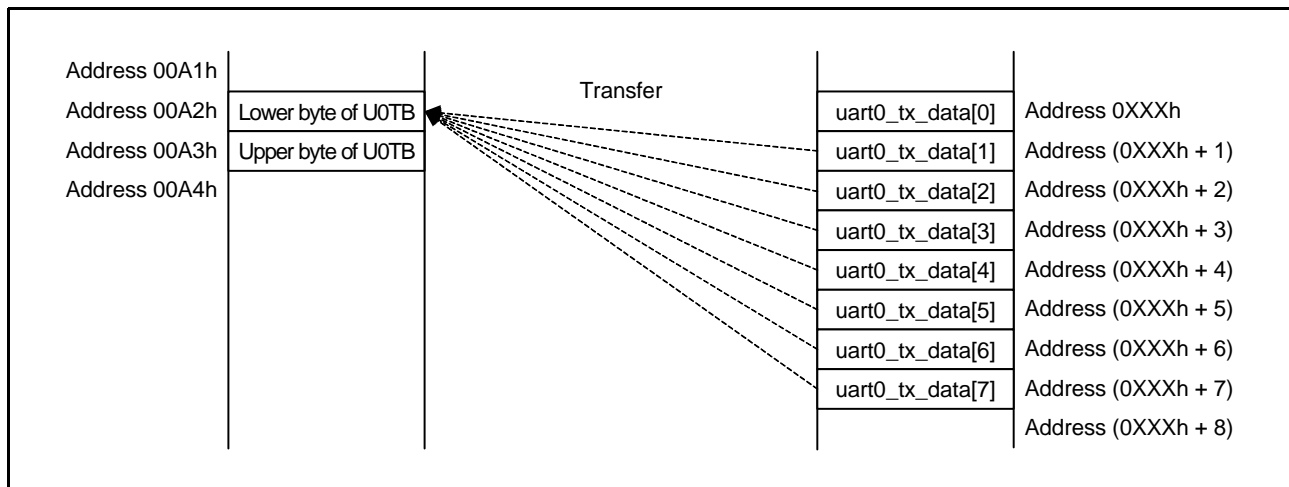 Address 00A1h
Transfer
Address 00A2h Lower byte of U0TB uart0_tx_data[0] Address 0XXXh
Address 00A3h Upper byte of U0TB uart0_tx_data[1] Address (0XXXh + 1)
Address 00A4h uart0_tx_data[2] Address (0XXXh + 2)
uart0_tx_data[3] Address (0XXXh + 3)
uart0_tx_data[4] Address (0XXXh + 4)
uart0_tx_data[5] Address (0XXXh + 5)
uart0_tx_data[6] Address (0XXXh + 6)
uart0_tx_data[7] Address (0XXXh + 7)
Address (0XXXh + 8)